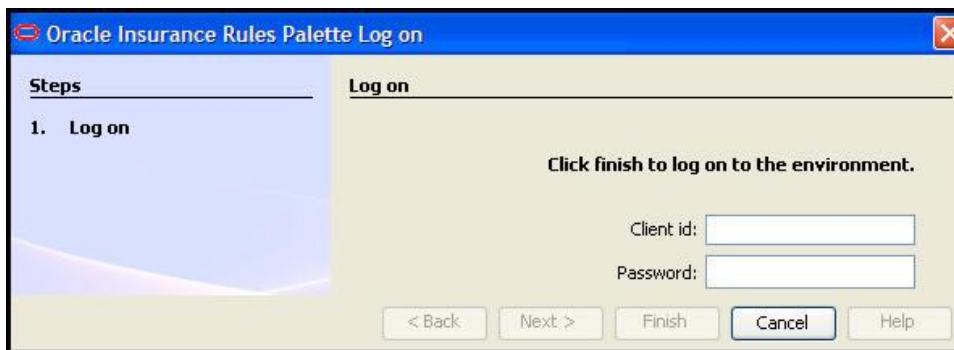 Oracle Insurance Rules Palette Log on
Steps
1. Log on
Log on
Click finish to log on to the environment.
Client id:
Password:
< Back Next > Finish Cancel Help